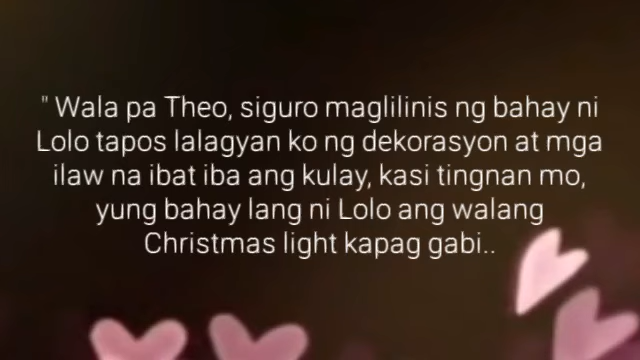 " Wala pa Theo, siguro maglilinis ng bahay ni
Lolo tapos lalagyan ko ng dekorasyon at mga
ilaw na ibat iba ang kulay, kasi tingnan mo,
yung bahay lang ni Lolo ang walang
Christmas light kapag gabi..